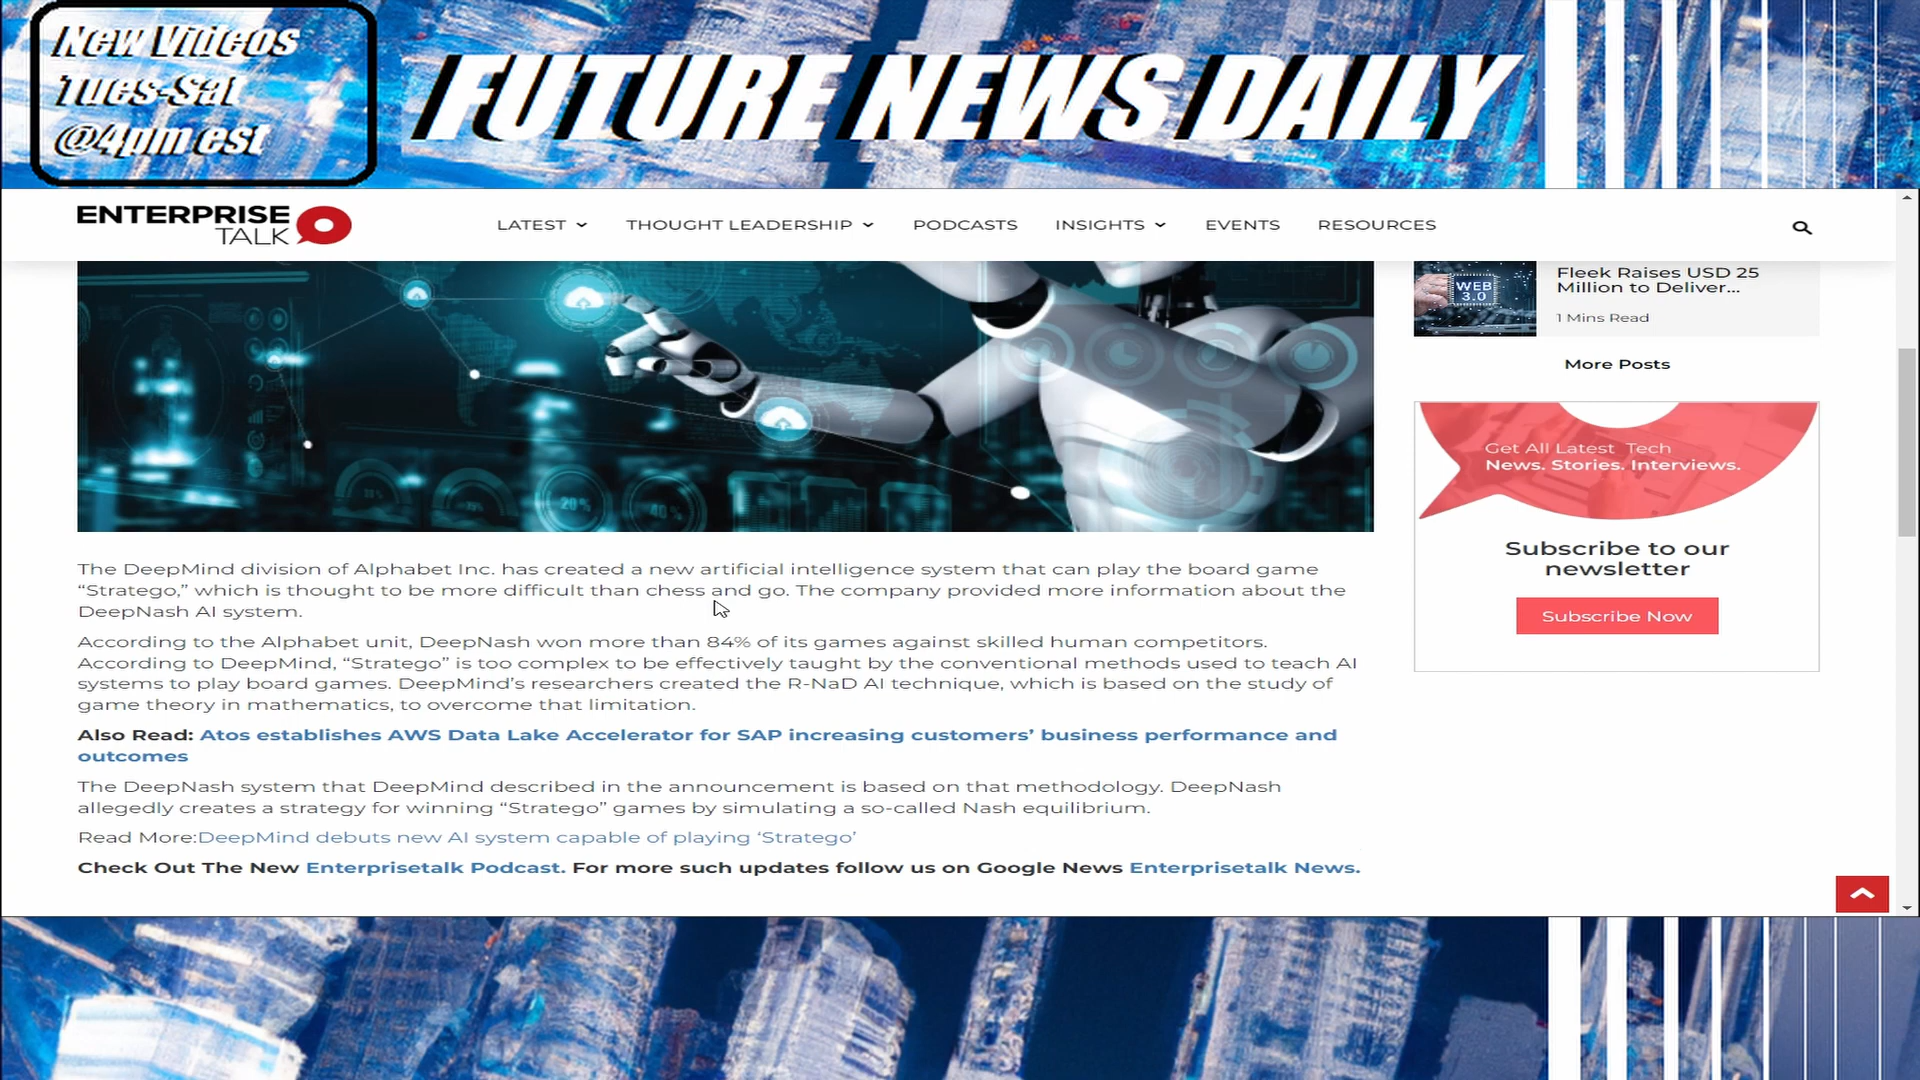 New Videos
Tues-Sat
@4pm est
FUTURE NEWS DAILY
ENTERPRISE
TALK
LATEST
THOUGHT LEADERSHIP
PODCASTS
INSIGHTS
EVENTS
RESOURCES
WEB
3.0
Fleek Raises USD 25
Million to Deliver...
1 Mins Read
More Posts
20%
40%
Get All Latest Tech
News. Stories. Interviews.
Subscribe to our
newsletter
Subscribe Now
The DeepMind division of Alphabet Inc. has created a new artificial intelligence system that can play the board game
“Stratego,” which is thought to be more difficult than chess and go. The company provided more information about the
DeepNash AI system.
According to the Alphabet unit, DeepNash won more than 84% of its games against skilled human competitors.
According to DeepMind, “Stratego” is too complex to be effectively taught by the conventional methods used to teach AI
systems to play board games. DeepMind’s researchers created the R-NaD AI technique, which is based on the study of
game theory in mathematics, to overcome that limitation.
Also Read: Atos establishes AWS Data Lake Accelerator for SAP increasing customers’ business performance and
outcomes
The DeepNash system that DeepMind described in the announcement is based on that methodology. DeepNash
allegedly creates a strategy for winning “Stratego” games by simulating a so-called Nash equilibrium.
Read More:DeepMind debuts new AI system capable of playing ‘Stratego’
Check Out The New Enterprisetalk Podcast. For more such updates follow us on Google News Enterprisetalk News.